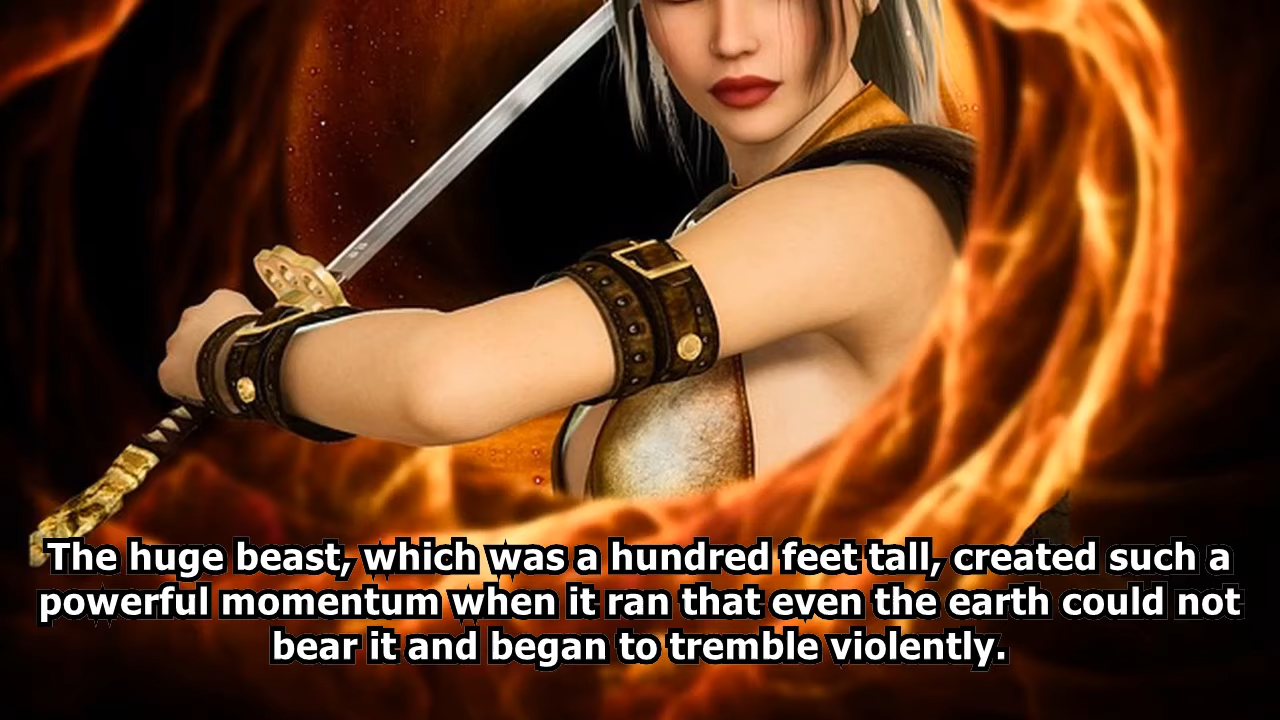 The huge beast, which was a hundred feet tall, created such a
powerful momentum when it ran that even the earth could not
bear it and began to tremble violently.